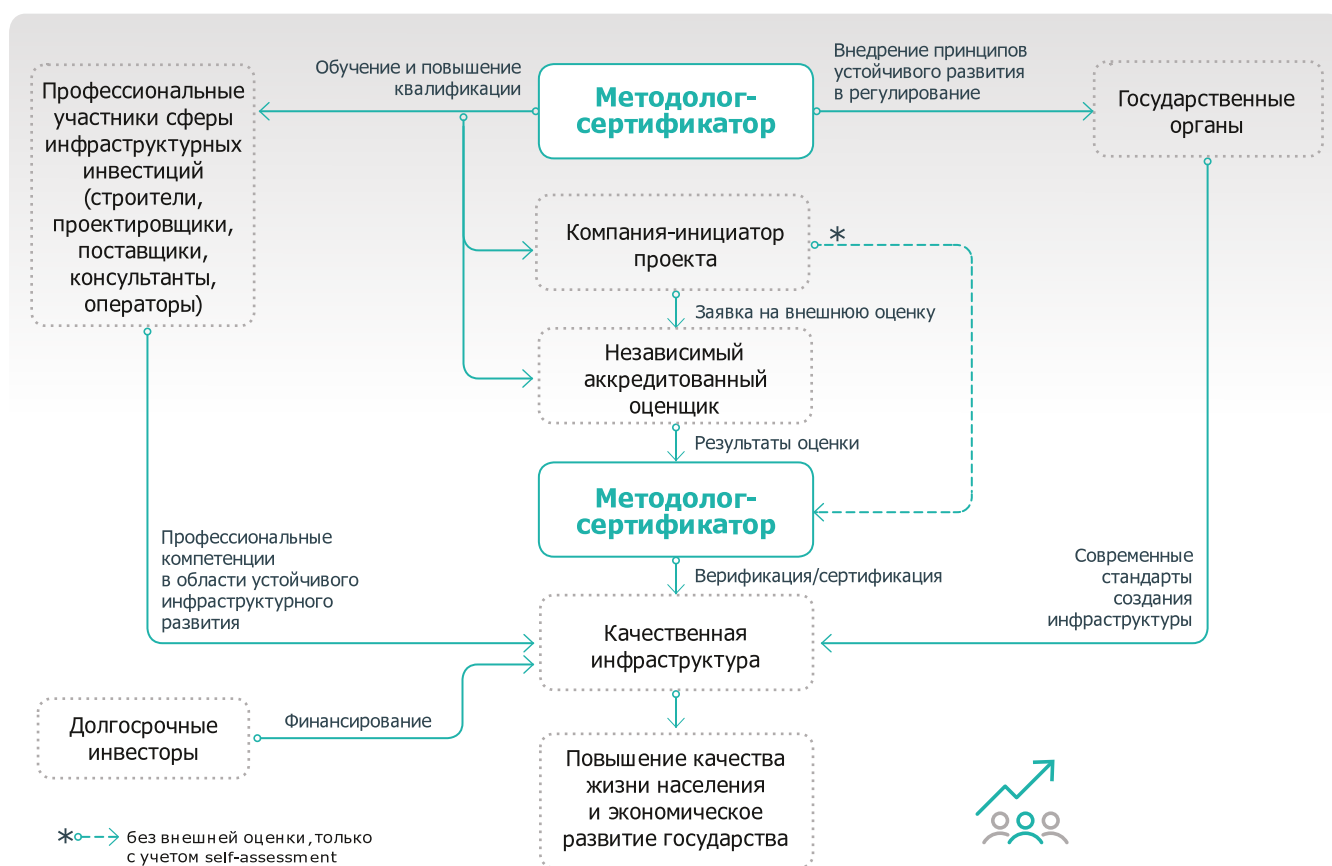 Обучение и повышение
квалификации
Методолог-
сертификатор
Внедрение принципов
устойчивого развития
в регулирование
Профессиональные
участники сферы
инфраструктурных
инвестиций
(строители,
проектировщики,
поставщики,
консультанты,
операторы)
Государственные
органы
Компания-инициатор
проекта
*
Заявка на внешнюю оценку
Независимый
аккредитованный
оценщик
Результаты оценки
Методолог-
сертификатор
Профессиональные
компетенции
в области устойчивого
инфраструктурного
развития
Верификация/сертификация
Современные
стандарты
создания
инфраструктуры
Качественная
инфраструктура
Долгосрочные
инвесторы
Финансирование
Повышение качества
жизни населения
и экономическое
развитие государства
* без внешней оценки, только
с учетом self-assessment